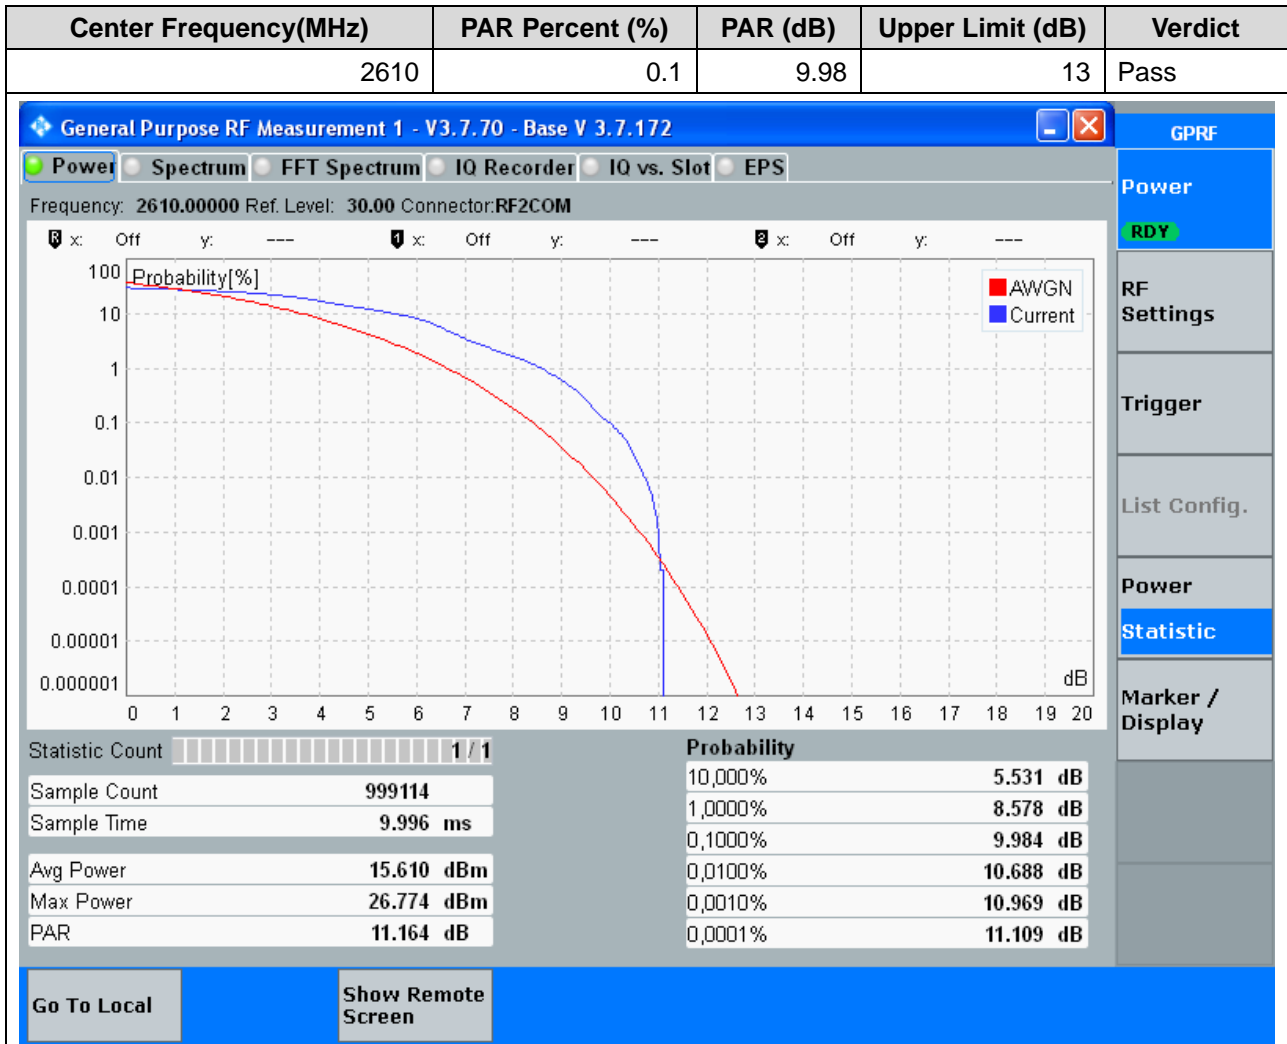 Center Frequency(MHz) PAR Percent (%) PAR (dB) Upper Limit (dB) Verdict
2610 0.1 9.98 13 Pass
General Purpose RF Measurement 1 - V3.7.70 - Base V 3.7.172
GPRF
Power Spectrum FFT Spectrum IQ Recorder IQ vs. Slot EPS
Frequency: 2610.00000 Ref. Level: 30.00 Connector:RF2COM
R x: Off y: --- 1 x: Off y: --- 2 x: Off y: ---
Probability[%]
AWGN
Current
100
10
1
0.1
0.01
0.001
0.0001
0.00001
0.000001
dB
0 1 2 3 4 5 6 7 8 9 10 11 12 13 14 15 16 17 18 19 20
Statistic Count 1 / 1
Sample Count 999114
Sample Time 9.996 ms
Avg Power 15.610 dBm
Max Power 26.774 dBm
PAR 11.164 dB
Probability
10,000% 5.531 dB
1,0000% 8.578 dB
0,1000% 9.984 dB
0,0100% 10.688 dB
0,0010% 10.969 dB
0,0001% 11.109 dB
Power
RDY
RF
Settings
Trigger
List Config.
Power
Statistic
Marker /
Display
Go To Local
Show Remote
Screen